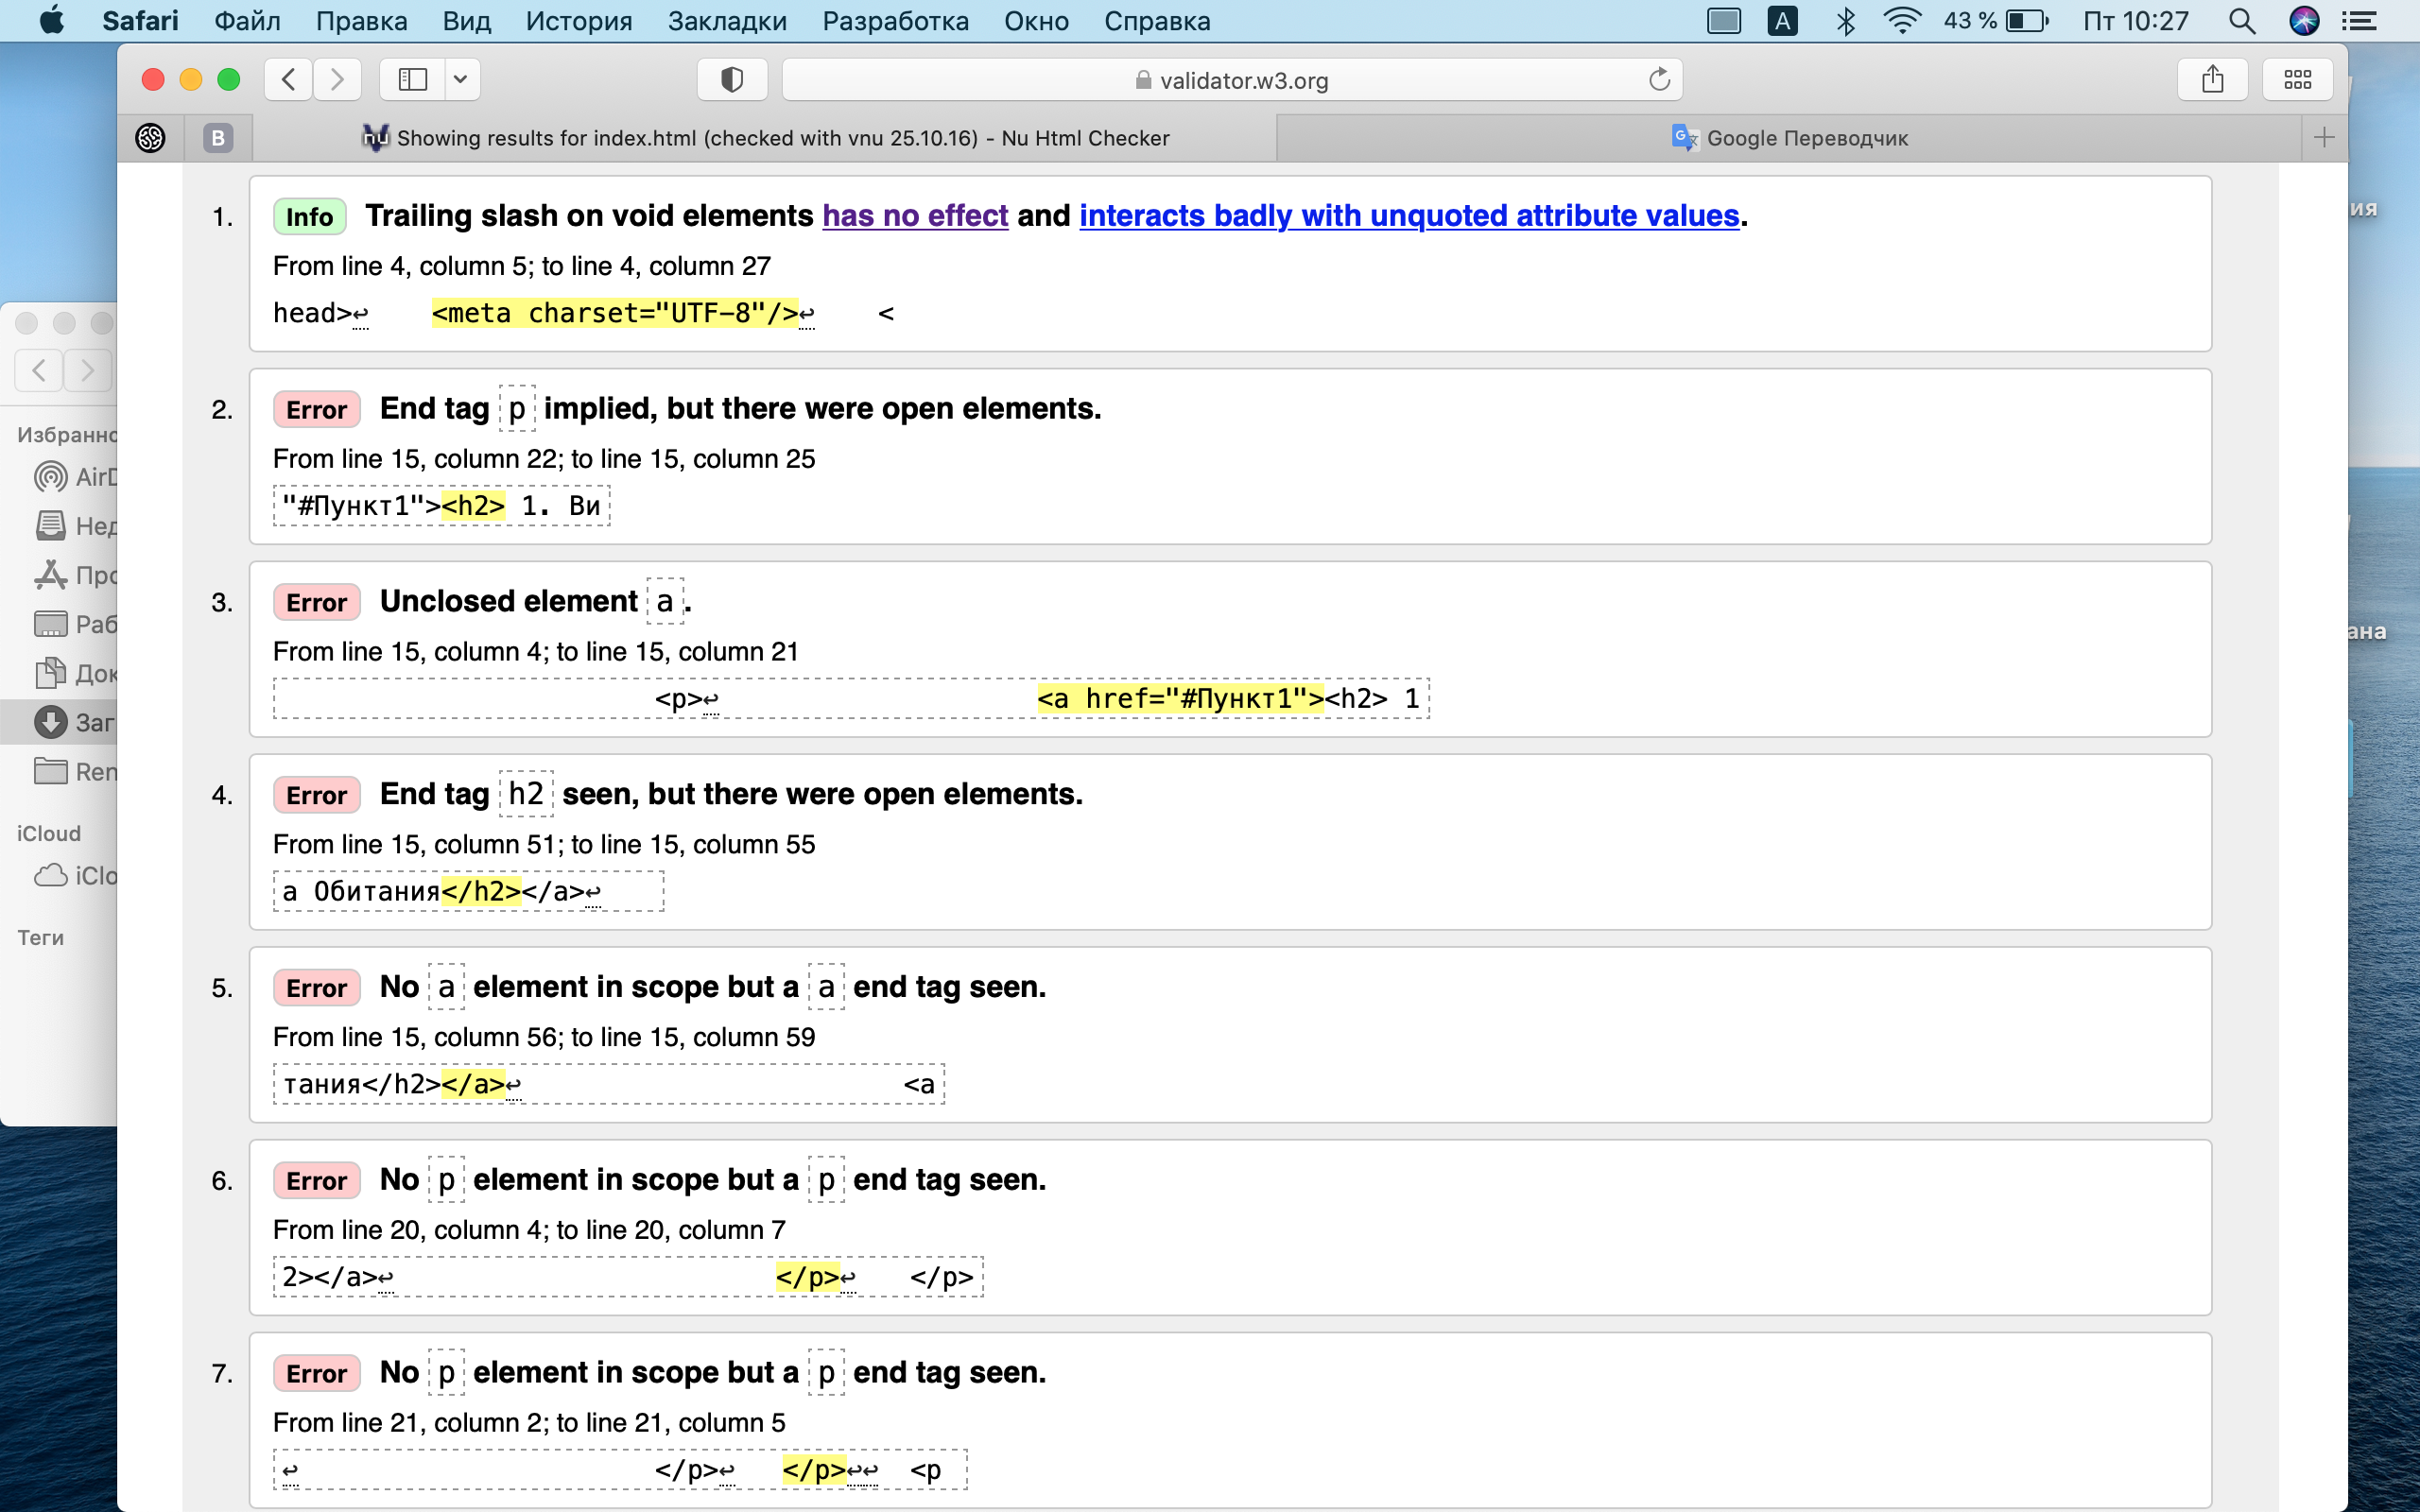 Safari Файл Правка Вид История Закладки Разработка Окно Справка A 43 % Пт 10:27
validator.w3.org
B Showing results for index.html (checked with vnu 25.10.16) - Nu Html Checker Google Переводчик
1. Info Trailing slash on void elements has no effect and interacts badly with unquoted attribute values.
From line 4, column 5; to line 4, column 27
head>↩ <meta charset="UTF-8"/>↩ <
2. Error End tag p implied, but there were open elements.
From line 15, column 22; to line 15, column 25
"#Пункт1"><h2> 1. Ви
3. Error Unclosed element a.
From line 15, column 4; to line 15, column 21
<p>↩ <a href="#Пункт1"><h2> 1
4. Error End tag h2 seen, but there were open elements.
From line 15, column 51; to line 15, column 55
а Обитания</h2></a>↩
5. Error No a element in scope but a a end tag seen.
From line 15, column 56; to line 15, column 59
тания</h2></a>↩ <a
6. Error No p element in scope but a p end tag seen.
From line 20, column 4; to line 20, column 7
2></a>↩ </p>↩ </p>
7. Error No p element in scope but a p end tag seen.
From line 21, column 2; to line 21, column 5
↩ </p>↩ </p>↩↩ <p
Избранно
AirD
Нед
Про
Раб
Док
Заг
Ren
iCloud
iClo
Теги
ия
ана